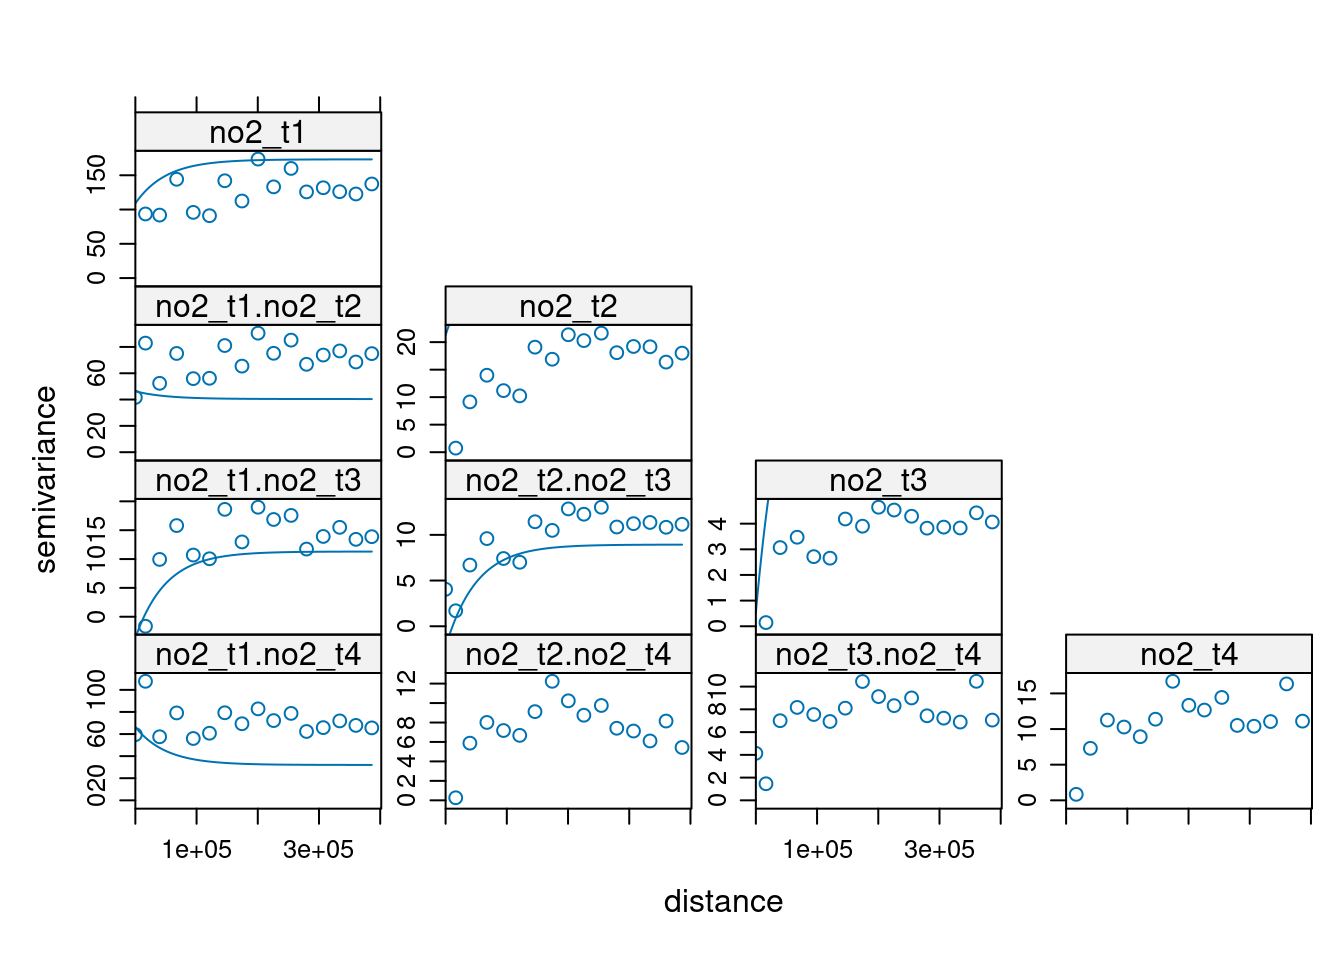 no2_t1
0 50 150
no2_t1.no2_t2
0 20 60
no2_t2
0 5 10 20
no2_t1.no2_t3
0 5 10 15
no2_t2.no2_t3
0 5 10
no2_t3
0 1 2 3 4
no2_t1.no2_t4
0 20 60 100
no2_t2.no2_t4
0 2 4 6 8 12
no2_t3.no2_t4
0 2 4 6 8 10
no2_t4
0 5 10 15
1e+05 3e+05
1e+05 3e+05
distance
semivariance